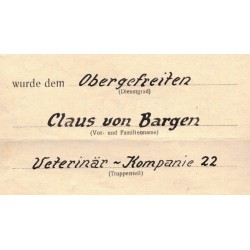 wurde dem Obergefreiten
(Dienstgrad)
Claus von Bargen
(Vor- und Familienname)
Veterinär ~ Kompanie 22
(Truppenteil)